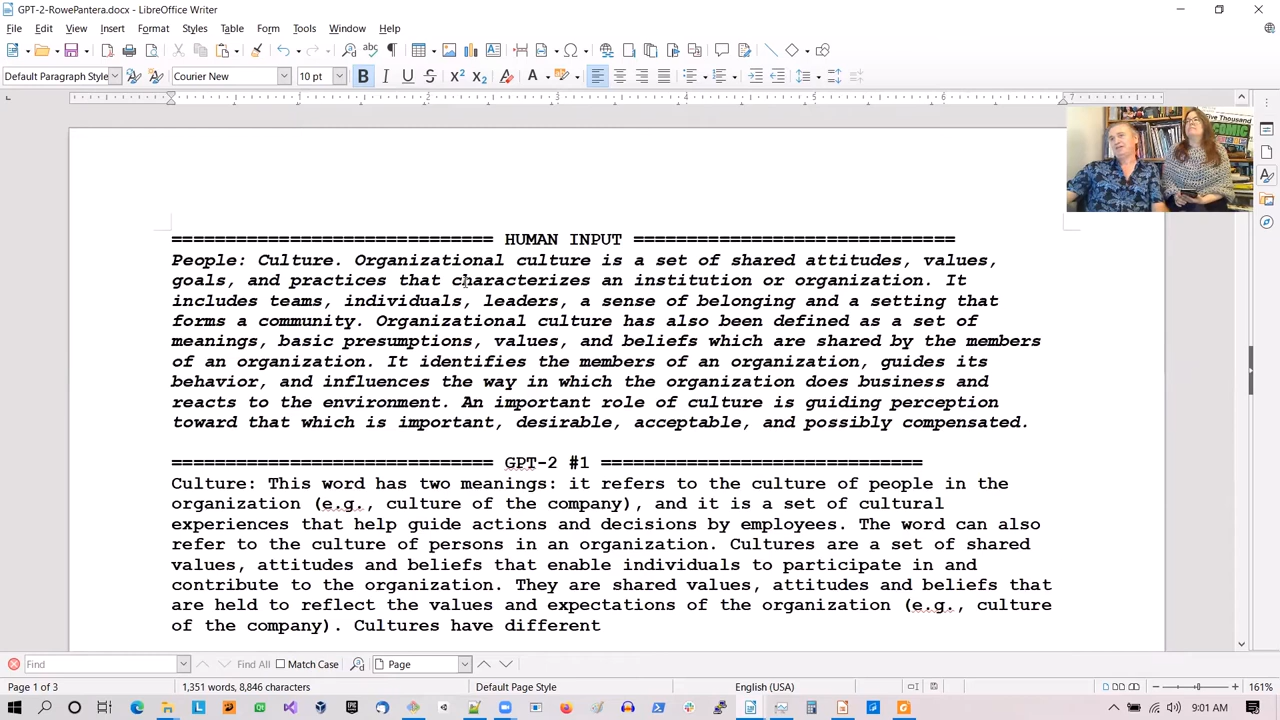 GPT-2-RowePantera.docx - LibreOffice Writer
File Edit View Insert Format Styles Table Form Tools Window Help
Default Paragraph Style Courier New 10 pt
1 2 3 4 5 6 7
Five Thousand
COMIC
============================== HUMAN INPUT ==============================
People: Culture. Organizational culture is a set of shared attitudes, values,
goals, and practices that characterizes an institution or organization. It
includes teams, individuals, leaders, a sense of belonging and a setting that
forms a community. Organizational culture has also been defined as a set of
meanings, basic presumptions, values, and beliefs which are shared by the members
of an organization. It identifies the members of an organization, guides its
behavior, and influences the way in which the organization does business and
reacts to the environment. An important role of culture is guiding perception
toward that which is important, desirable, acceptable, and possibly compensated.
============================== GPT-2 #1 ==============================
Culture: This word has two meanings: it refers to the culture of people in the
organization (e.g., culture of the company), and it is a set of cultural
experiences that help guide actions and decisions by employees. The word can also
refer to the culture of persons in an organization. Cultures are a set of shared
values, attitudes and beliefs that enable individuals to participate in and
contribute to the organization. They are shared values, attitudes and beliefs that
are held to reflect the values and expectations of the organization (e.g., culture
of the company). Cultures have different
Find Find All Match Case Page
Page 1 of 3 1,351 words, 8,846 characters Default Page Style English (USA) 161%
9:01 AM